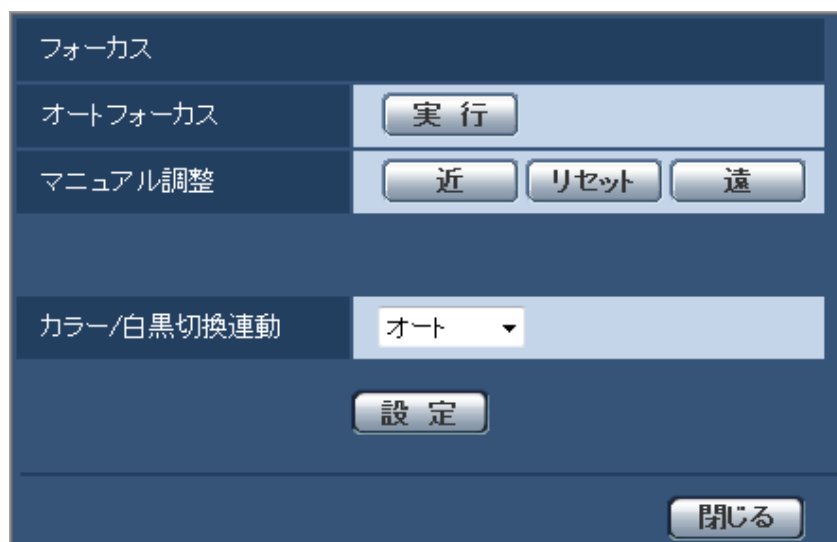 フォーカス
オートフォーカス 実 行
マニュアル調整 近 リセット 遠
カラー/白黒切換連動 オート
設 定
閉じる